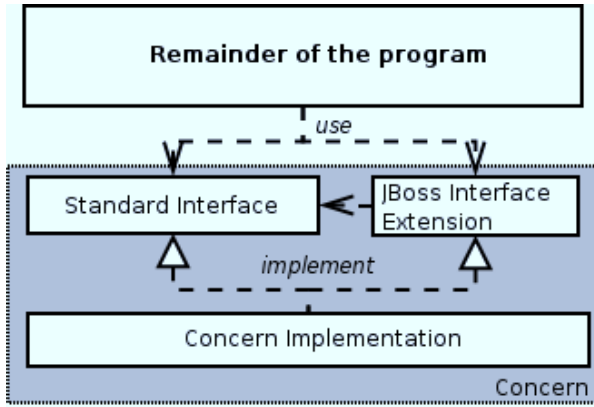 Remainder of the program
use
Standard Interface
JBoss Interface
Extension
implement
Concern Implementation
Concern